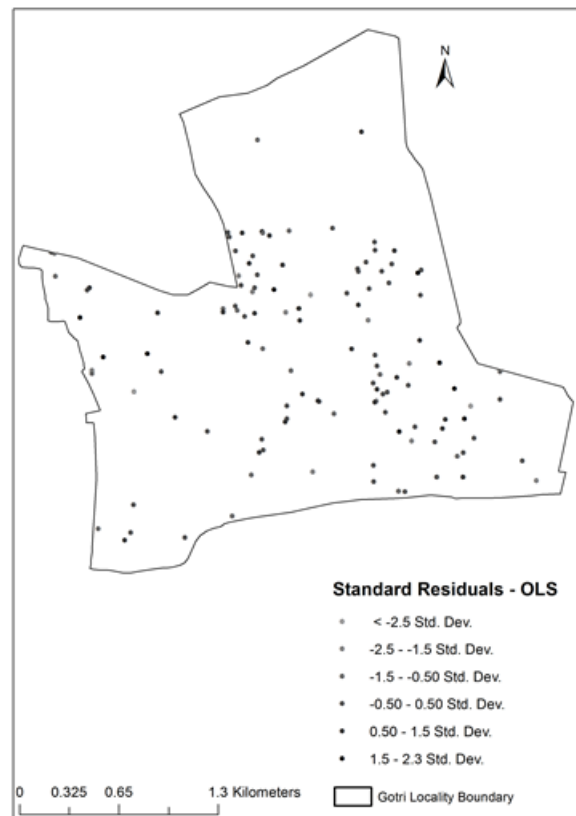 N
Standard Residuals - OLS
< -2.5 Std. Dev.
-2.5 - -1.5 Std. Dev.
-1.5 - -0.50 Std. Dev.
-0.50 - 0.50 Std. Dev.
0.50 - 1.5 Std. Dev.
1.5 - 2.3 Std. Dev.
Gotri Locality Boundary
0 0.325 0.65 1.3 Kilometers